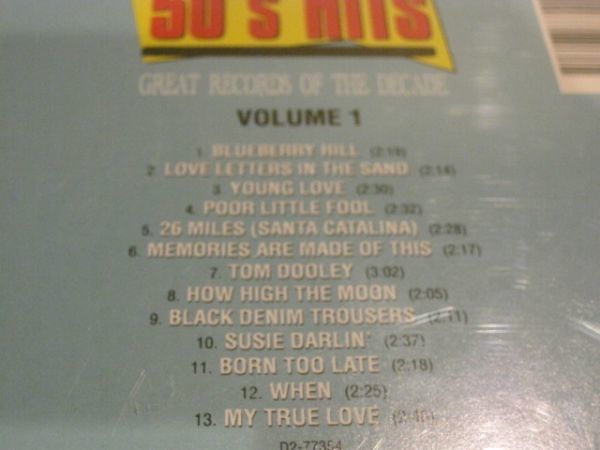 50's HITS
GREAT RECORDS OF THE DECADE
VOLUME 1
1. BLUEBERRY HILL
2. LOVE LETTERS IN THE SAND (2:14)
3. YOUNG LOVE (2:30)
4. POOR LITTLE FOOL (2:32)
5. 26 MILES (SANTA CATALINA) (2:28)
6. MEMORIES ARE MADE OF THIS (2:17)
7. TOM DOOLEY (3:02)
8. HOW HIGH THE MOON (2:05)
9. BLACK DENIM TROUSERS (2:11)
10. SUSIE DARLIN' (2:37)
11. BORN TOO LATE (2:18)
12. WHEN (2:25)
13. MY TRUE LOVE
D2-77354